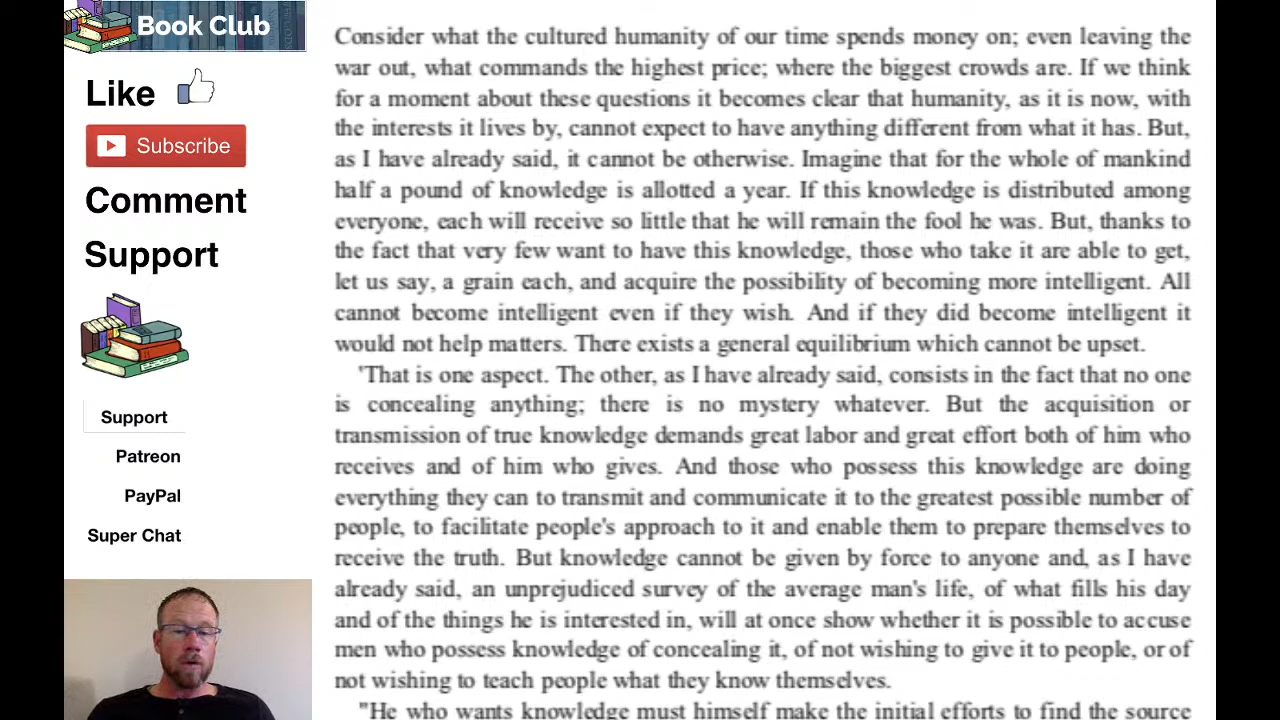 Book Club
Like
Subscribe
Comment
Support
Support
Patreon
PayPal
Super Chat
Consider what the cultured humanity of our time spends money on; even leaving the
war out, what commands the highest price; where the biggest crowds are. If we think
for a moment about these questions it becomes clear that humanity, as it is now, with
the interests it lives by, cannot expect to have anything different from what it has. But,
as I have already said, it cannot be otherwise. Imagine that for the whole of mankind
half a pound of knowledge is allotted a year. If this knowledge is distributed among
everyone, each will receive so little that he will remain the fool he was. But, thanks to
the fact that very few want to have this knowledge, those who take it are able to get,
let us say, a grain each, and acquire the possibility of becoming more intelligent. All
cannot become intelligent even if they wish. And if they did become intelligent it
would not help matters. There exists a general equilibrium which cannot be upset.
'That is one aspect. The other, as I have already said, consists in the fact that no one
is concealing anything; there is no mystery whatever. But the acquisition or
transmission of true knowledge demands great labor and great effort both of him who
receives and of him who gives. And those who possess this knowledge are doing
everything they can to transmit and communicate it to the greatest possible number of
people, to facilitate people's approach to it and enable them to prepare themselves to
receive the truth. But knowledge cannot be given by force to anyone and, as I have
already said, an unprejudiced survey of the average man's life, of what fills his day
and of the things he is interested in, will at once show whether it is possible to accuse
men who possess knowledge of concealing it, of not wishing to give it to people, or of
not wishing to teach people what they know themselves.
"He who wants knowledge must himself make the initial efforts to find the source